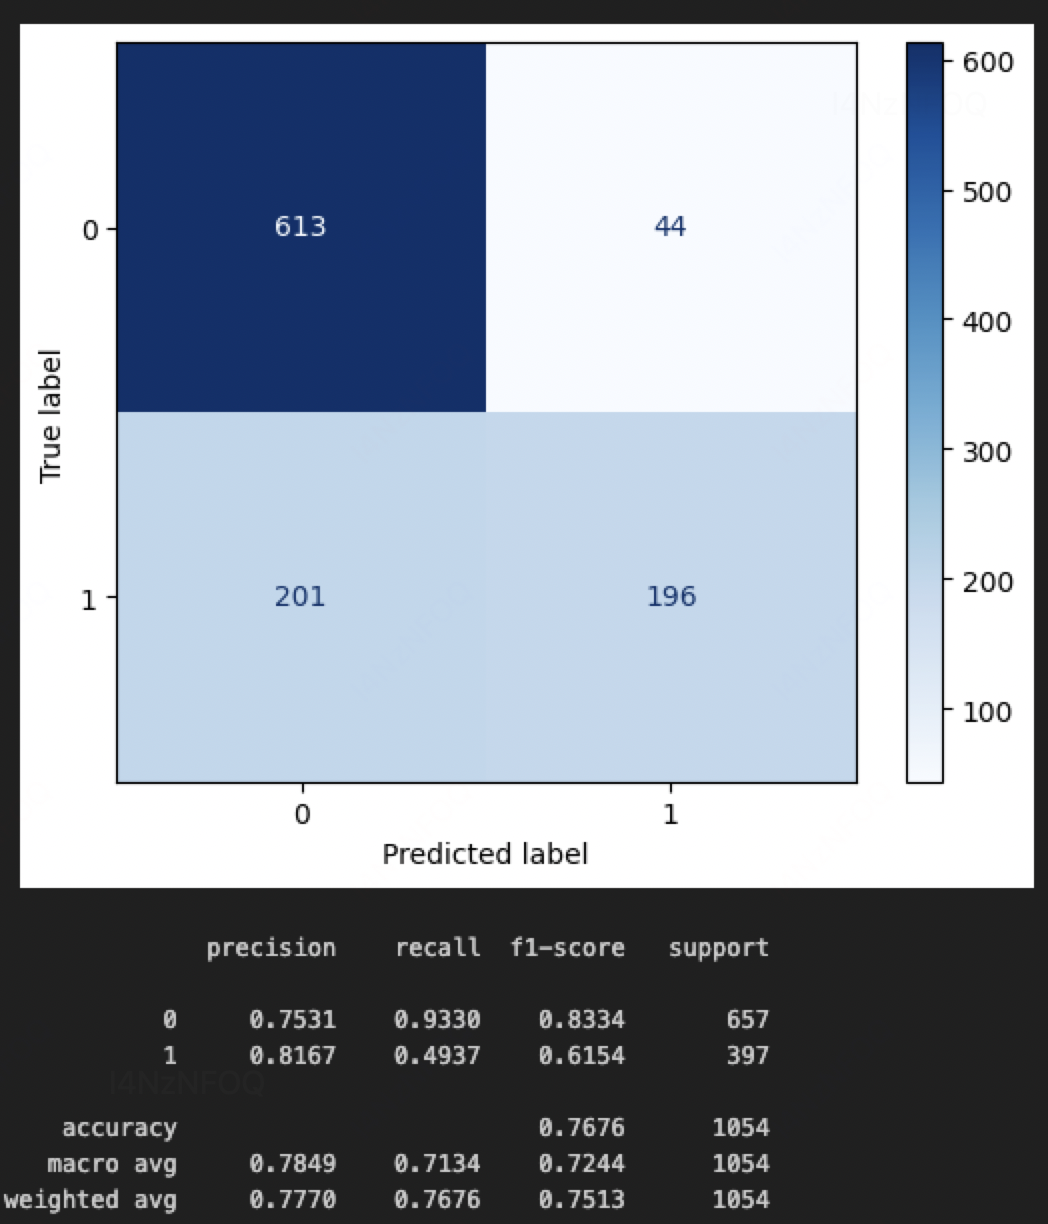 600
613
44
0
500
400
True label
300
201
196
1
200
100
0
1
Predicted label
precision recall f1-score support
0 0.7531 0.9330 0.8334 657
1 0.8167 0.4937 0.6154 397
I4NzNFOQ
accuracy 0.7676 1054
macro avg 0.7849 0.7134 0.7244 1054
weighted avg 0.7770 0.7676 0.7513 1054